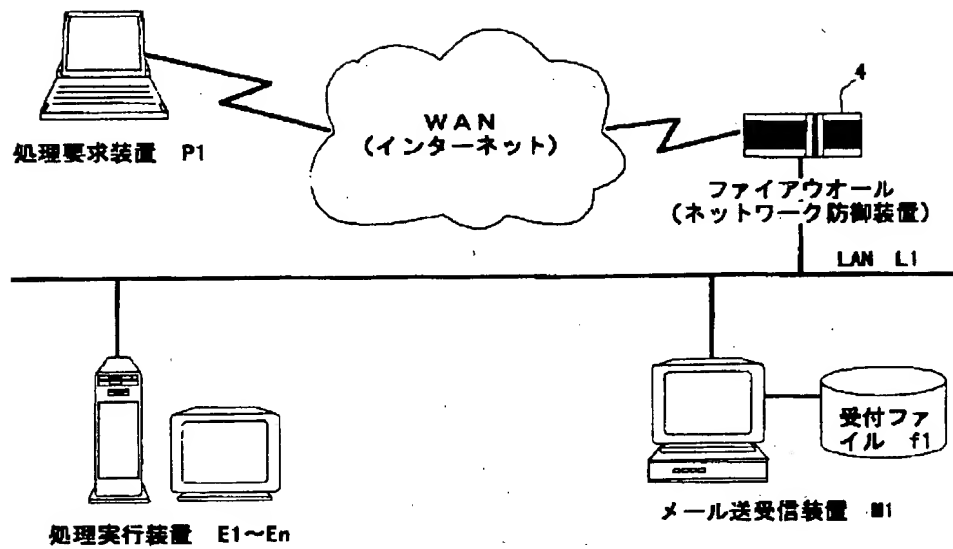 4
WAN
(インターネット)
処理要求装置 P1
ファイアウオール
(ネットワーク防御装置)
LAN L1
受付ファ
イル f1
処理実行装置 E1～En
メール送受信装置 M1